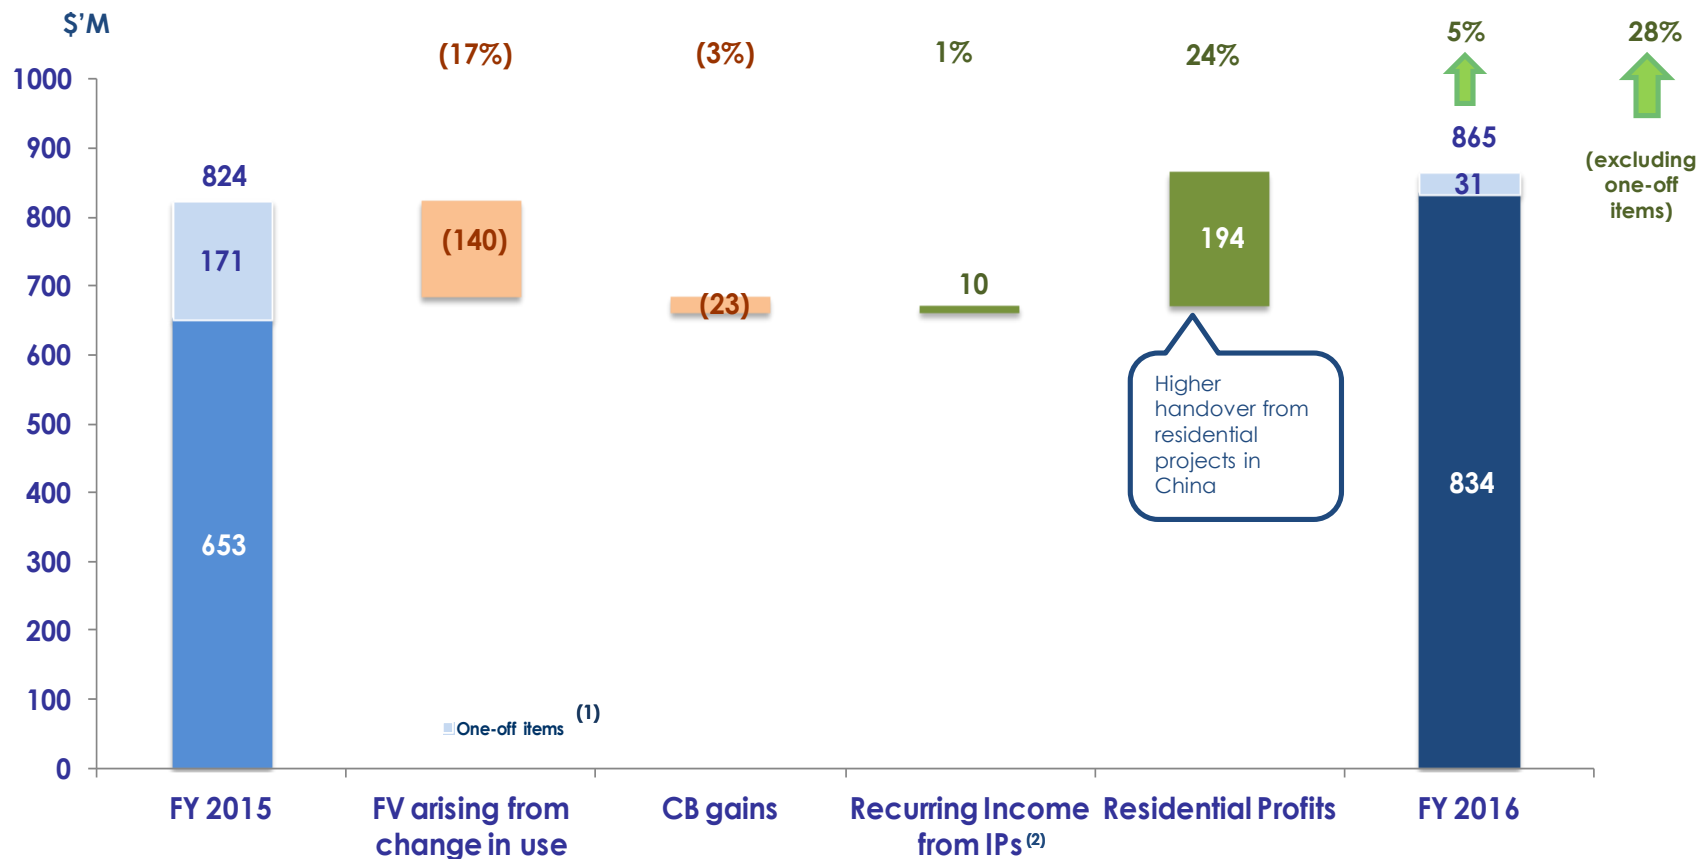 $'M
(17%)
(3%)
1%
24%
5%
28%
1000
900
800
700
600
500
400
300
200
100
0
824
171
653
(140)
(23)
10
194
865
31
834
(excluding
one-off
items)
Higher
handover from
residential
projects in
China
One-off items (1)
FY 2015
FV arising from
change in use
CB gains
Recurring Income
from IPs (2)
Residential Profits
FY 2016